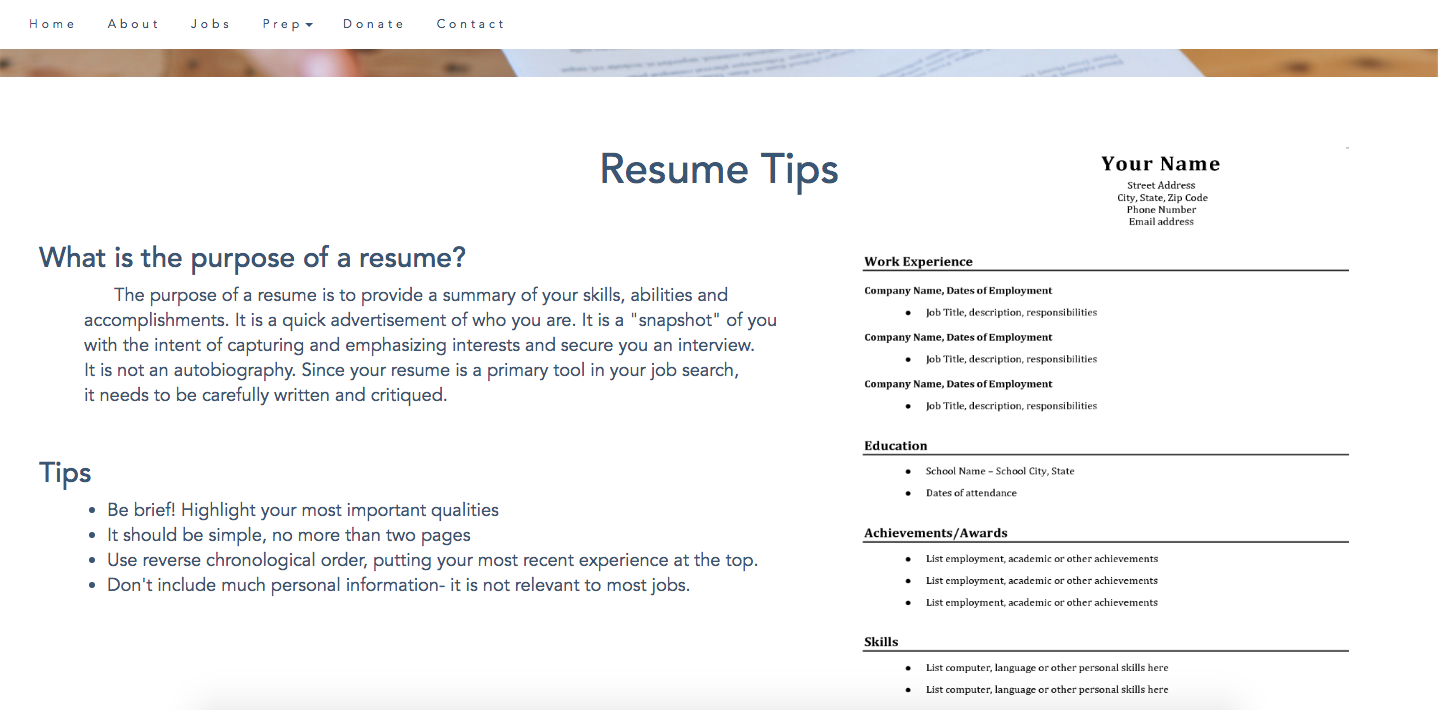 Home About Jobs Prep Donate Contact
Resume Tips
What is the purpose of a resume?
The purpose of a resume is to provide a summary of your skills, abilities and
accomplishments. It is a quick advertisement of who you are. It is a "snapshot" of you
with the intent of capturing and emphasizing interests and secure you an interview.
It is not an autobiography. Since your resume is a primary tool in your job search,
it needs to be carefully written and critiqued.
Tips
• Be brief! Highlight your most important qualities
• It should be simple, no more than two pages
• Use reverse chronological order, putting your most recent experience at the top.
• Don't include much personal information- it is not relevant to most jobs.
Your Name
Street Address
City, State, Zip Code
Phone Number
Email address
Work Experience
Company Name, Dates of Employment
• Job Title, description, responsibilities
Company Name, Dates of Employment
• Job Title, description, responsibilities
Company Name, Dates of Employment
• Job Title, description, responsibilities
Education
• School Name – School City, State
• Dates of attendance
Achievements/Awards
• List employment, academic or other achievements
• List employment, academic or other achievements
• List employment, academic or other achievements
Skills
• List computer, language or other personal skills here
• List computer, language or other personal skills here